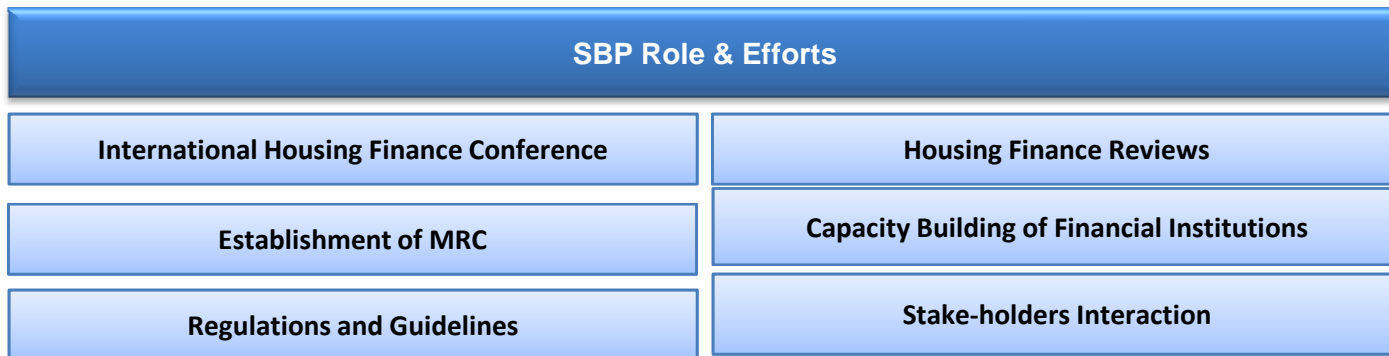 SBP Role & Efforts
International Housing Finance Conference
Housing Finance Reviews
Establishment of MRC
Capacity Building of Financial Institutions
Regulations and Guidelines
Stake-holders Interaction